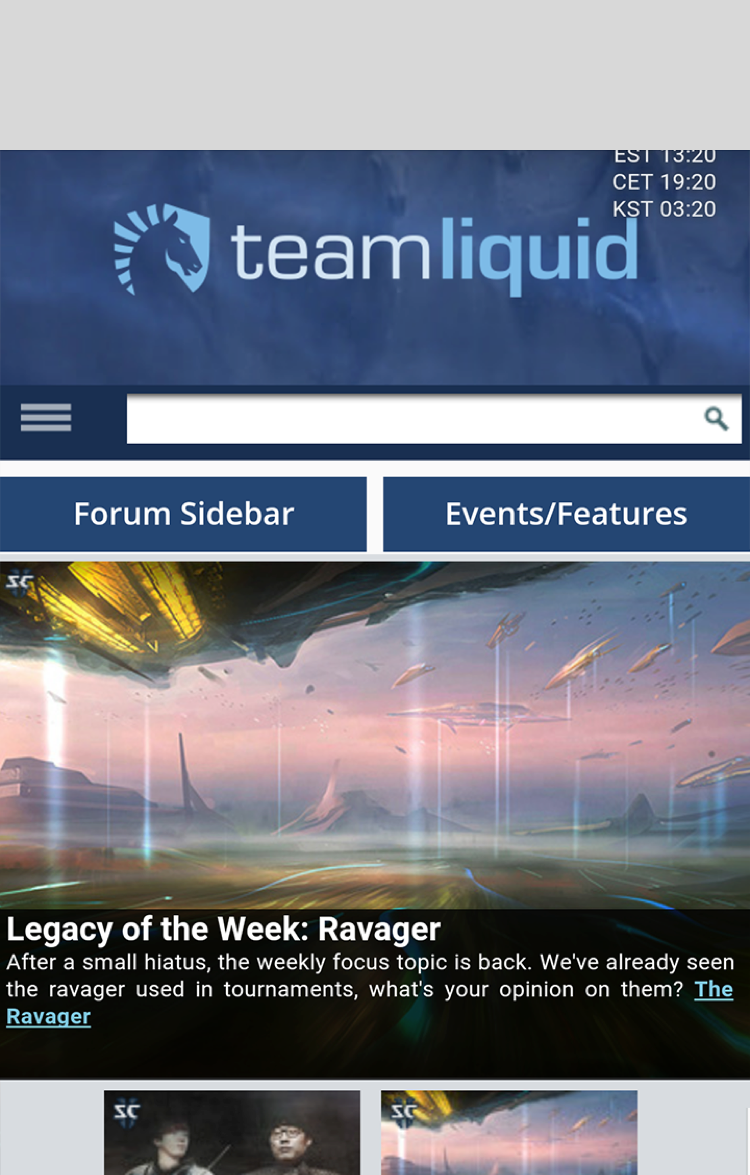 EST 13:20
CET 19:20
KST 03:20
teamliquid
Forum Sidebar
Events/Features
SC
Legacy of the Week: Ravager
After a small hiatus, the weekly focus topic is back. We've already seen
the ravager used in tournaments, what's your opinion on them? The
Ravager
SC
SC